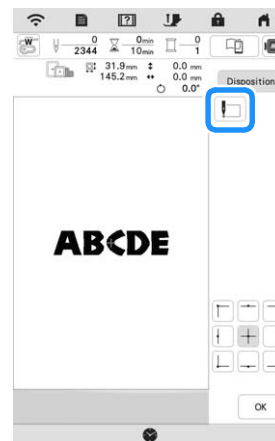 W 0 0min 0
2344 10min 1
31.9mm 0.0 mm
145.2mm 0.0 mm
0.0°
Disposition
ABCDE
OK